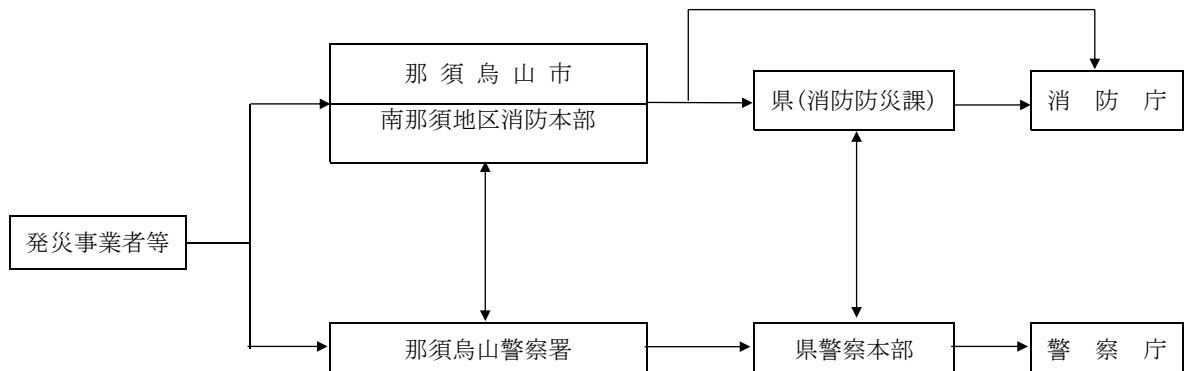 那須烏山市
南那須地区消防本部
県(消防防災課)
消防庁
発災事業者等
那須烏山警察署
県警察本部
警察庁